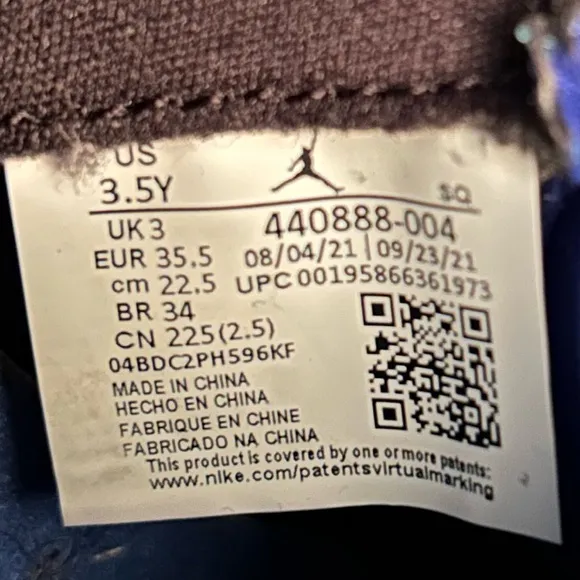 US
3.5Y SQ
UK 3 440888-004
EUR 35.5 08/04/21 | 09/23/21
cm 22.5 UPC 00195866361973
BR 34
CN 225(2.5)
04BDC2PH596KF
MADE IN CHINA
HECHO EN CHINA
FABRIQUE EN CHINE
FABRICADO NA CHINA
This product is covered by one or more patents:
www.nike.com/patentsvirtualmarking